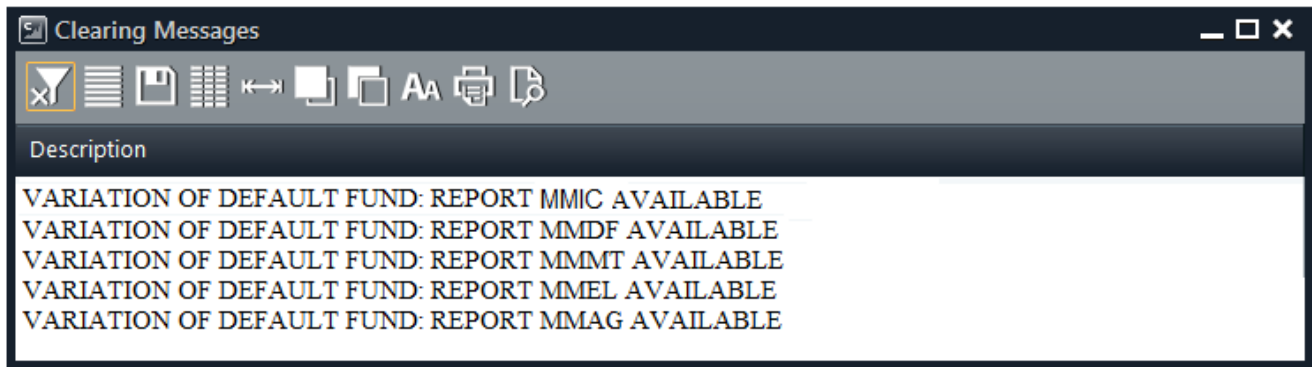 Clearing Messages
Description
VARIATION OF DEFAULT FUND: REPORT MMIC AVAILABLE
VARIATION OF DEFAULT FUND: REPORT MMDF AVAILABLE
VARIATION OF DEFAULT FUND: REPORT MMMT AVAILABLE
VARIATION OF DEFAULT FUND: REPORT MMEL AVAILABLE
VARIATION OF DEFAULT FUND: REPORT MMAG AVAILABLE